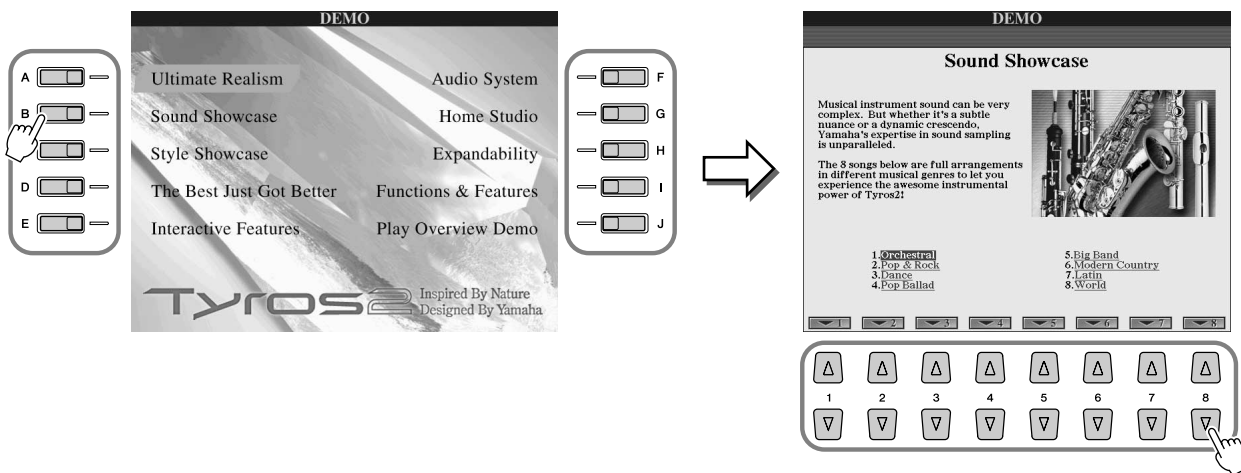 DEMO
A
B
D
E
Ultimate Realism
Sound Showcase
Style Showcase
The Best Just Got Better
Interactive Features
Audio System
Home Studio
Expandability
Functions & Features
Play Overview Demo
Tyros2
Inspired By Nature
Designed By Yamaha
F
G
H
I
J
DEMO
Sound Showcase
Musical instrument sound can be very
complex. But whether it's a subtle
nuance or a dynamic crescendo,
Yamaha's expertise in sound sampling
is unparalleled.
The 8 songs below are full arrangements
in different musical genres to let you
experience the awesome instrumental
power of Tyros2!
1.Orchestral
2.Pop & Rock
3.Dance
4.Pop Ballad
5.Big Band
6.Modern Country
7.Latin
8.World
1 2 3 4 5 6 7 8
1 2 3 4 5 6 7 8